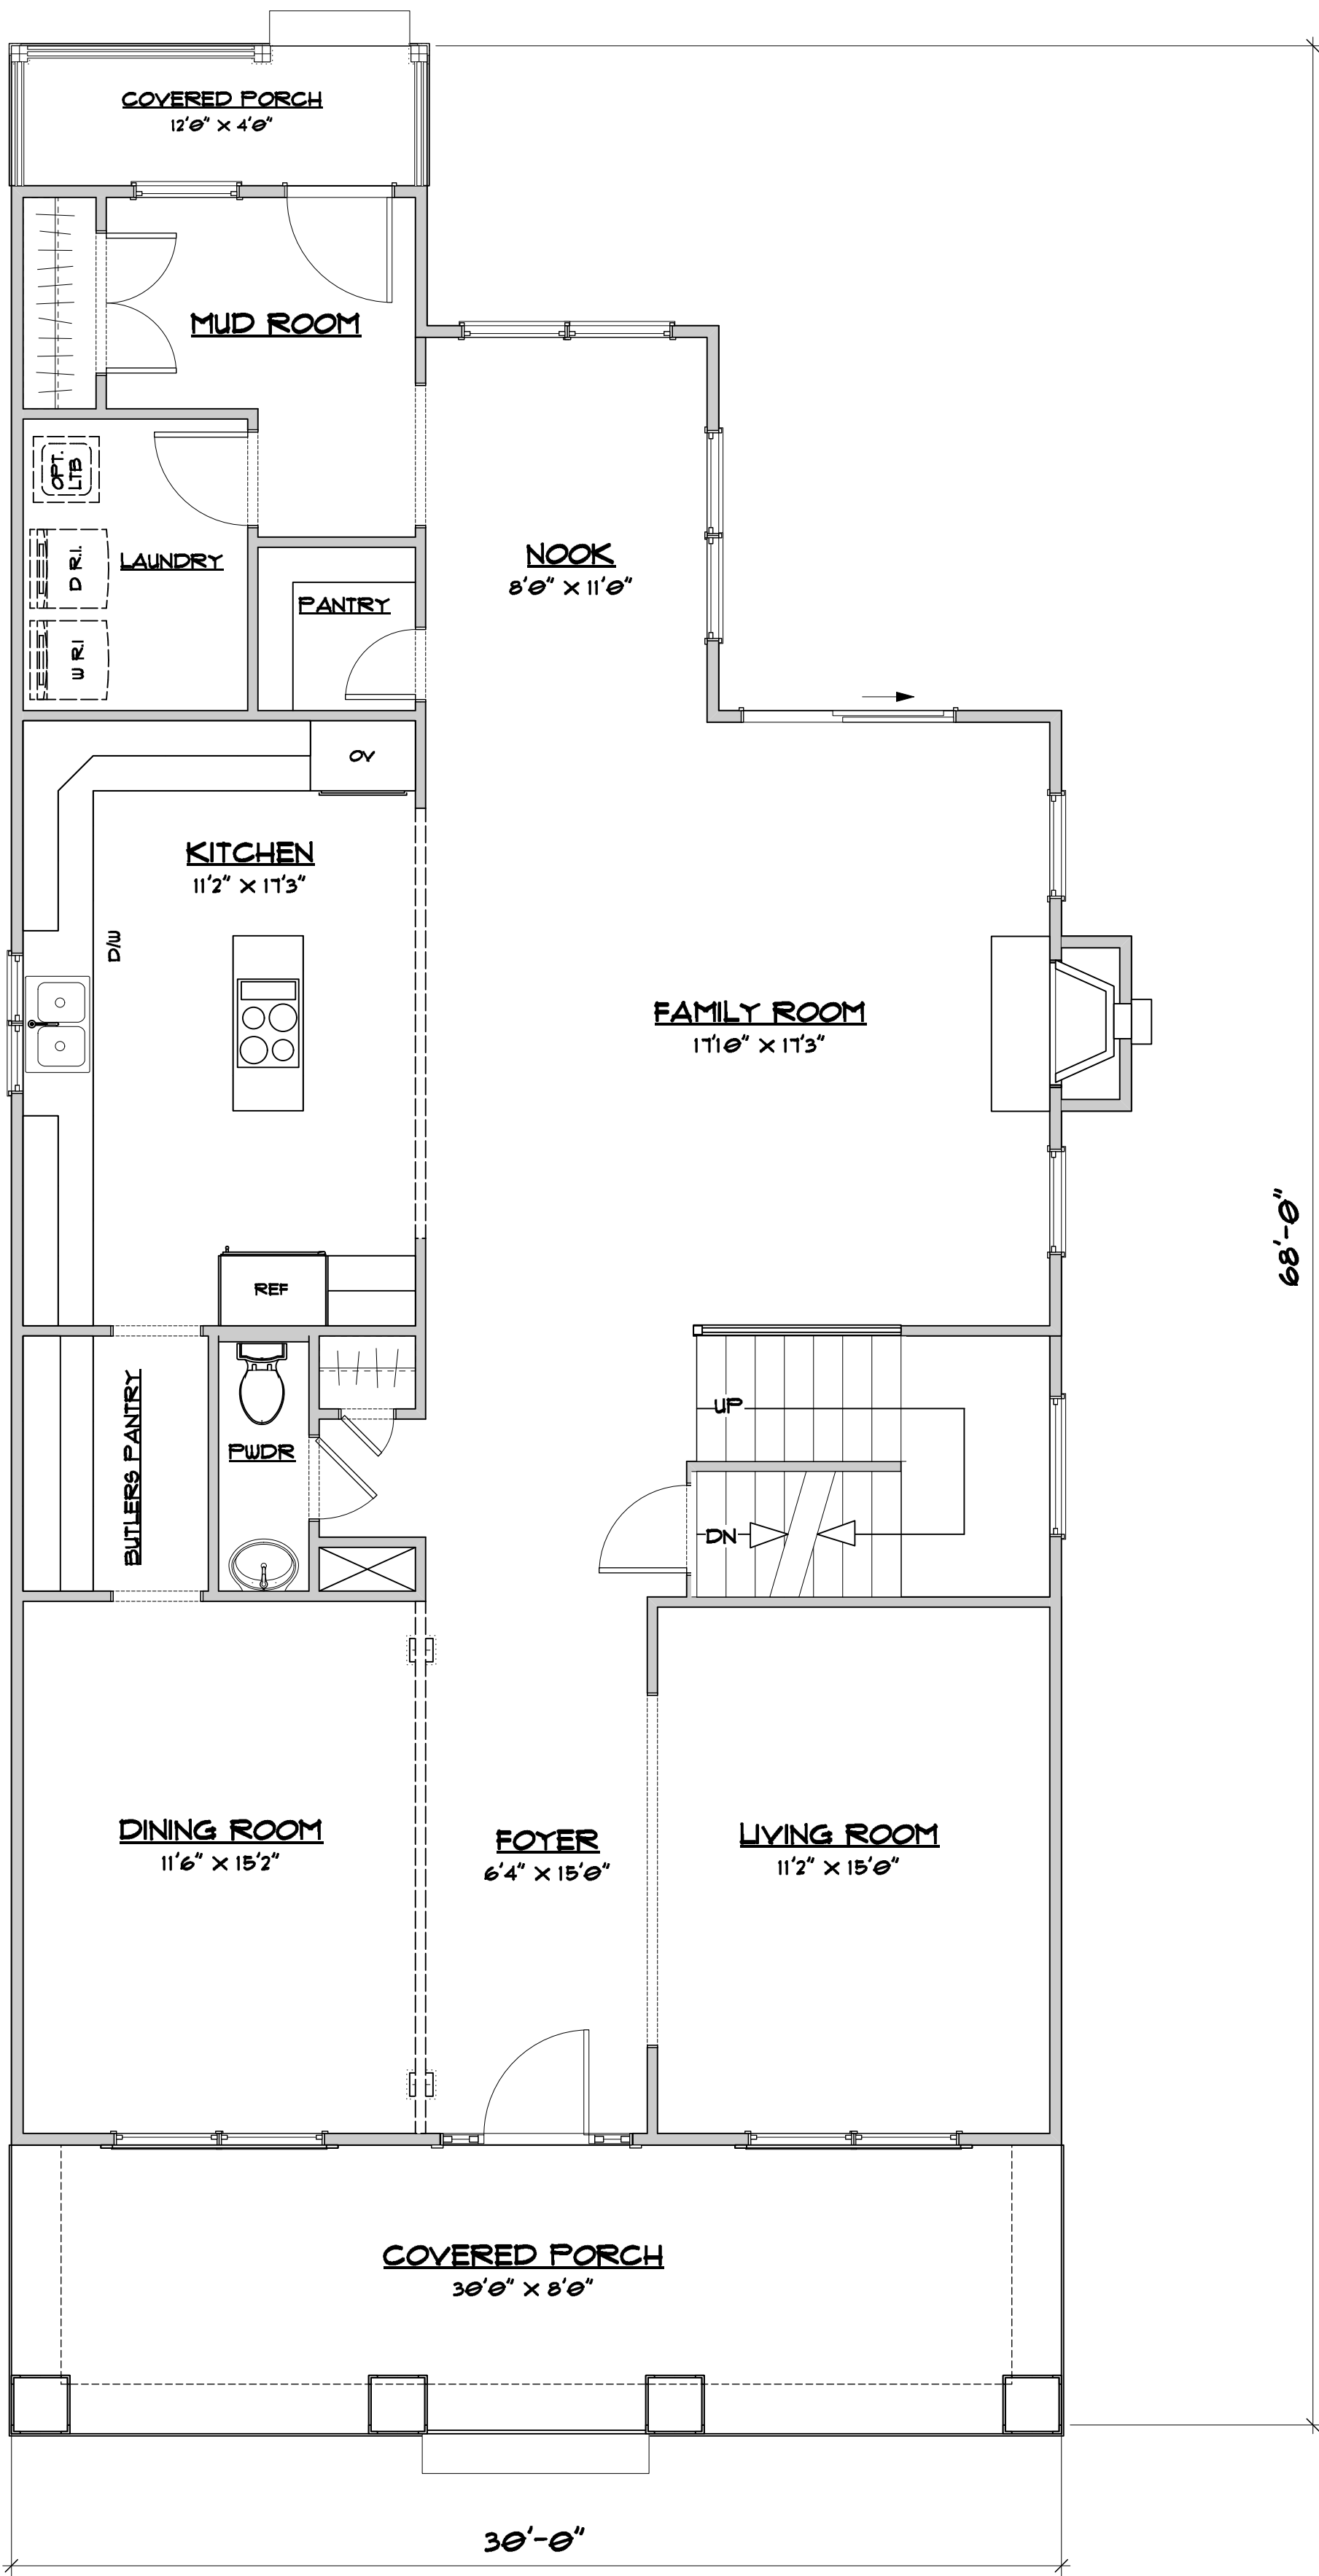 COVERED PORCH
12'0" X 4'0"
MUD ROOM
OPT.
LTB
D R.I.
LAUNDRY
W R.I
PANTRY
NOOK
8'0" X 11'0"
OV
KITCHEN
11'2" X 17'3"
D/W
FAMILY ROOM
17'10" X 17'3"
68'-0"
REF
UP
BUTLERS PANTRY
PWDR
DN
DINING ROOM
11'6" X 15'2"
FOYER
6'4" X 15'0"
LIVING ROOM
11'2" X 15'0"
COVERED PORCH
30'0" X 8'0"
30'-0"